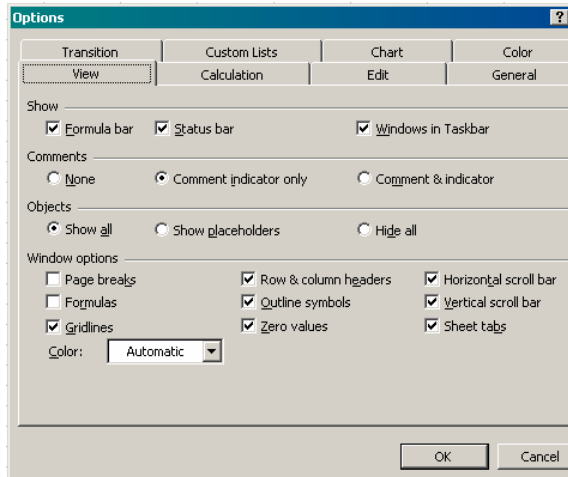 Options ?
Transition Custom Lists Chart Color
View Calculation Edit General
Show
Formula bar Status bar Windows in Taskbar
Comments
None Comment indicator only Comment & indicator
Objects
Show all Show placeholders Hide all
Window options
Page breaks Row & column headers Horizontal scroll bar
Formulas Outline symbols Vertical scroll bar
Gridlines Zero values Sheet tabs
Color: Automatic
OK Cancel